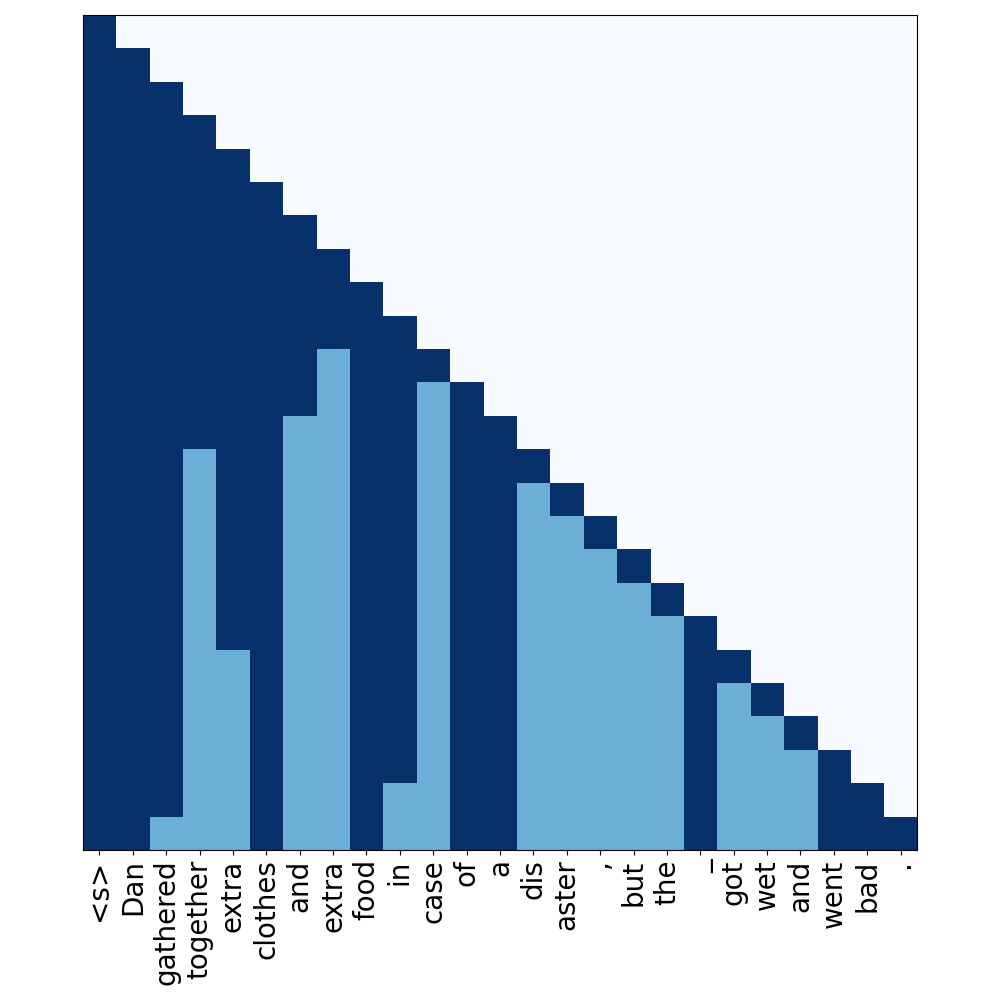 <s> Dan gathered together extra clothes and extra food in case of a dis aster , but the _ got wet and went bad .